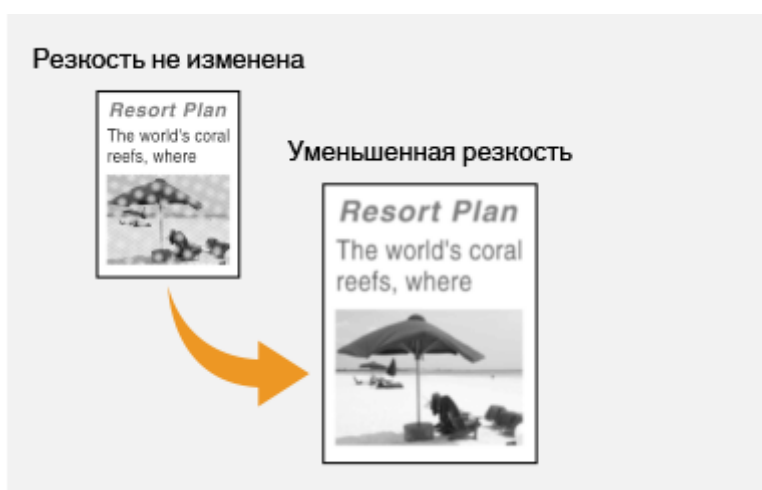 Резкость не изменена
Resort Plan
The world's coral
reefs, where
Уменьшенная резкость
Resort Plan
The world's coral
reefs, where